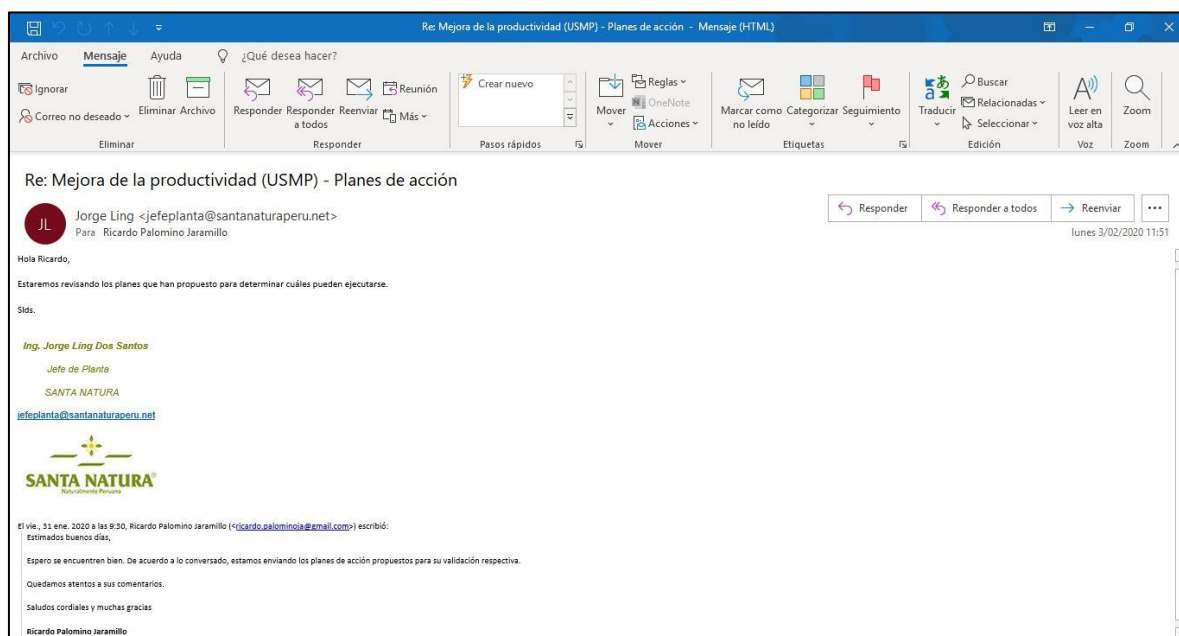 Re: Mejora de la productividad (USMP) - Planes de acción - Mensaje (HTML)
Archivo Mensaje Ayuda ¿Qué desea hacer?
Ignorar
Correo no deseado
Eliminar Archivo
Responder Responder a todos Reenviar
Reunión
Más
Crear nuevo
Mover
Reglas
OneNote
Acciones
Marcar como no leído Categorizar Seguimiento
Traducir
Buscar
Relacionadas
Seleccionar
Leer en voz alta
Zoom
Eliminar Responder Pasos rápidos Mover Etiquetas Edición Voz Zoom
Re: Mejora de la productividad (USMP) - Planes de acción
JL
Jorge Ling <jefeplanta@santanaturaperu.net>
Para Ricardo Palomino Jaramillo
Responder Responder a todos Reenviar
lunes 3/02/2020 11:51
Hola Ricardo,
Estaremos revisando los planes que han propuesto para determinar cuáles pueden ejecutarse.
Slds.
Ing. Jorge Ling Dos Santos
Jefe de Planta
SANTA NATURA
jefeplanta@santanaturaperu.net
SANTA NATURA®
Naturalmente Peruana
El vie., 31 ene. 2020 a las 9:30, Ricardo Palomino Jaramillo (<ricardo.palominoja@gmail.com>) escribió:
Estimados buenos días,
Espero se encuentren bien. De acuerdo a lo conversado, estamos enviando los planes de acción propuestos para su validación respectiva.
Quedamos atentos a sus comentarios.
Saludos cordiales y muchas gracias
Ricardo Palomino Jaramillo